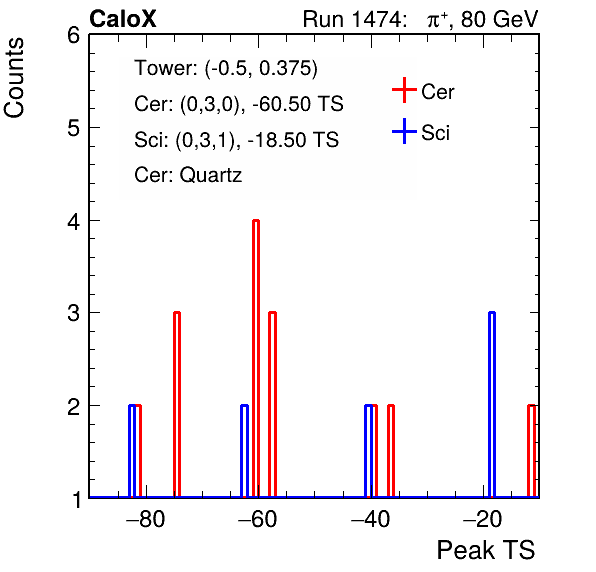 CaloX Run 1474: π⁺, 80 GeV
Counts
6
5
4
3
2
1
Tower: (-0.5, 0.375)
Cer: (0,3,0), -60.50 TS
Sci: (0,3,1), -18.50 TS
Cer: Quartz
Cer
Sci
−80 −60 −40 −20
Peak TS